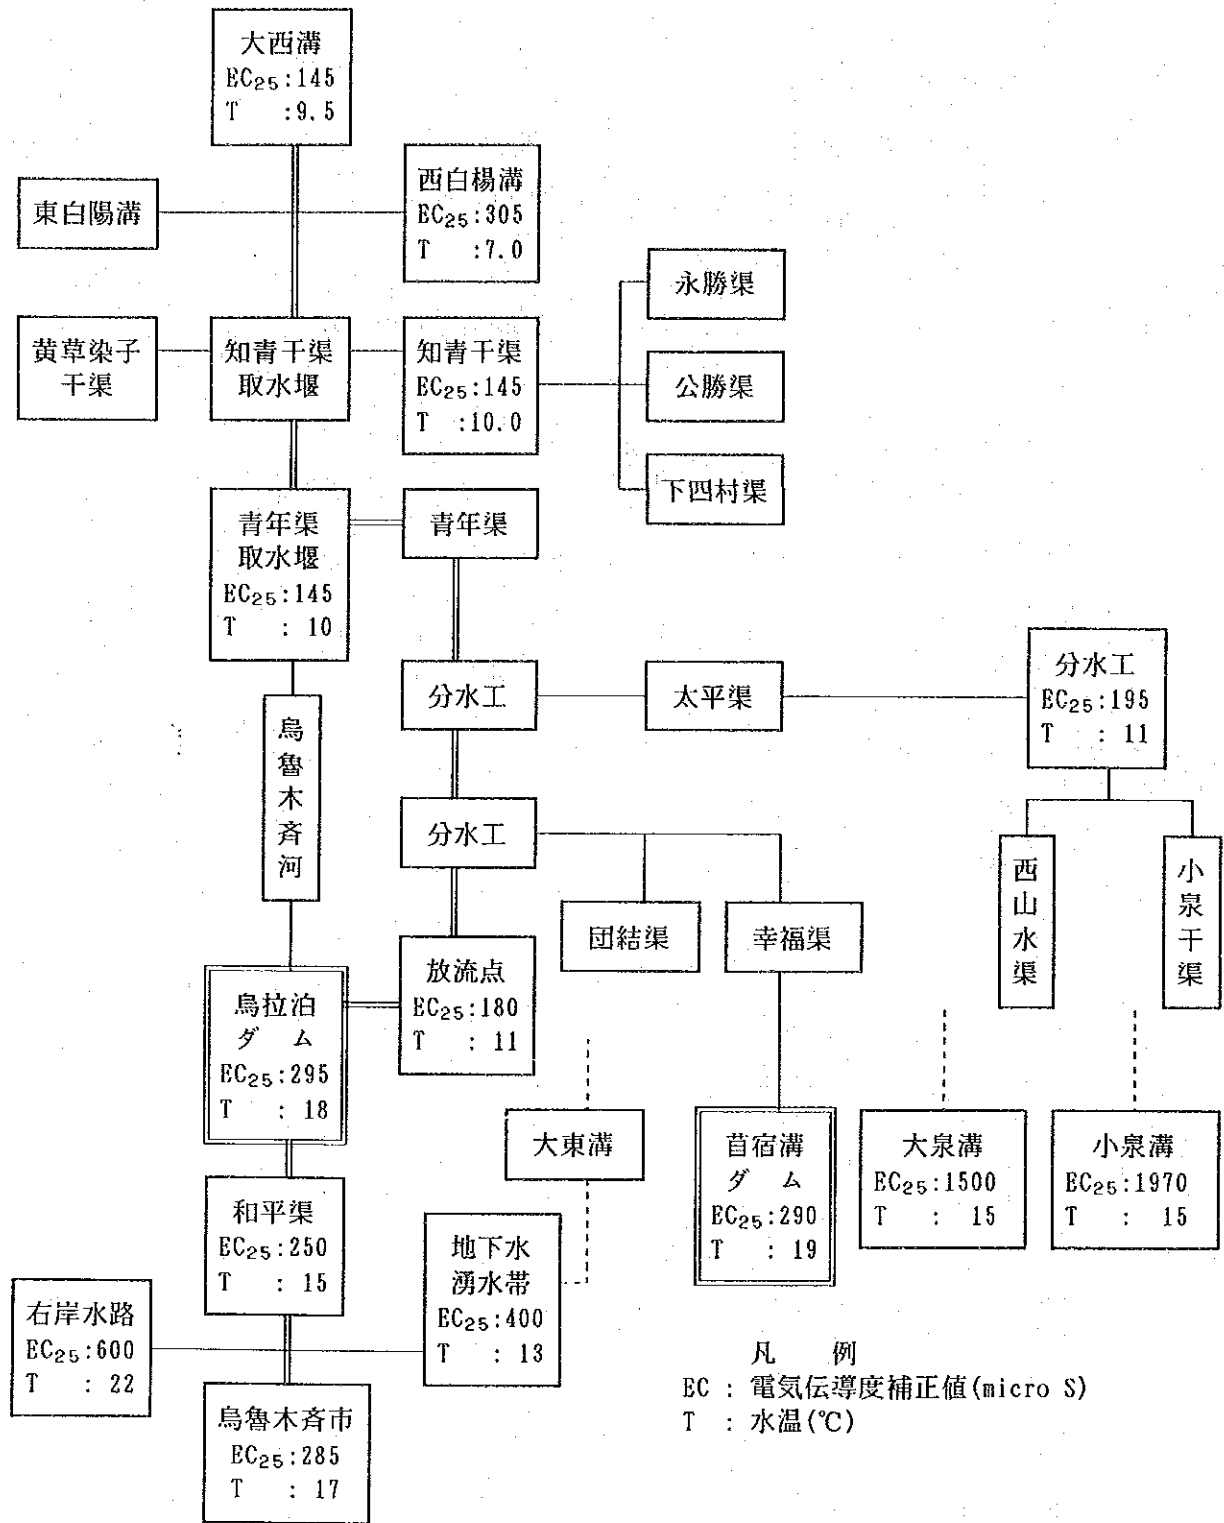 大西溝
EC₂₅:145
T :9.5
東白陽溝
西白楊溝
EC₂₅:305
T :7.0
永勝渠
黄草染子
干渠
知青干渠
取水堰
知青干渠
EC₂₅:145
T :10.0
公勝渠
下四村渠
青年渠
取水堰
EC₂₅:145
T : 10
青年渠
分水工
太平渠
分水工
EC₂₅:195
T : 11
烏魯木斉河
分水工
西山水渠
小泉干渠
団結渠
幸福渠
放流点
EC₂₅:180
T : 11
烏拉泊
ダ ム
EC₂₅:295
T : 18
大東溝
苜宿溝
ダ ム
EC₂₅:290
T : 19
大泉溝
EC₂₅:1500
T : 15
小泉溝
EC₂₅:1970
T : 15
和平渠
EC₂₅:250
T : 15
地下水
湧水帯
EC₂₅:400
T : 13
右岸水路
EC₂₅:600
T : 22
烏魯木斉市
EC₂₅:285
T : 17
凡 例
EC : 電気伝導度補正値(micro S)
T : 水温(℃)